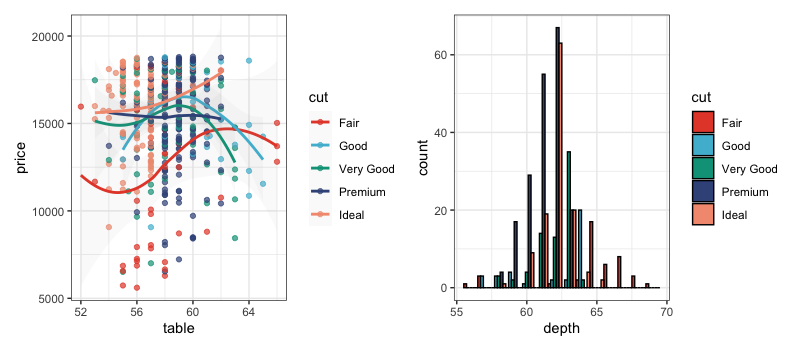 20000
15000
10000
5000
price
52
56
60
64
table
cut
Fair
Good
Very Good
Premium
Ideal
60
40
20
0
count
55
60
65
70
depth
cut
Fair
Good
Very Good
Premium
Ideal